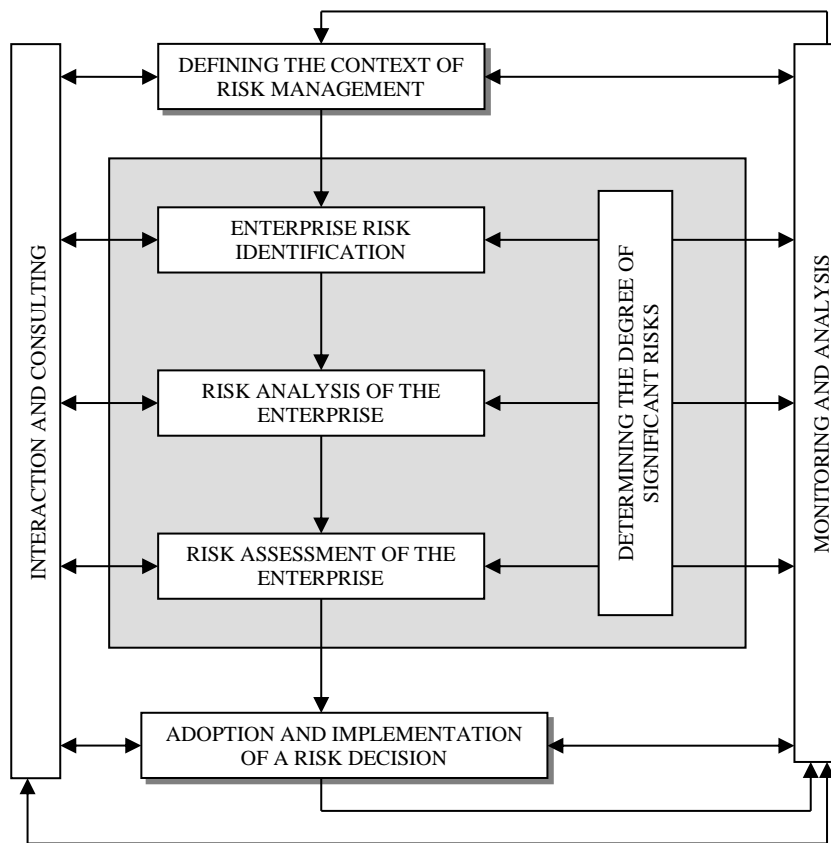 DEFINING THE CONTEXT OF
RISK MANAGEMENT
INTERACTION AND CONSULTING
ENTERPRISE RISK
IDENTIFICATION
RISK ANALYSIS OF THE
ENTERPRISE
RISK ASSESSMENT OF THE
ENTERPRISE
DETERMINING THE DEGREE OF
SIGNIFICANT RISKS
MONITORING AND ANALYSIS
ADOPTION AND IMPLEMENTATION
OF A RISK DECISION